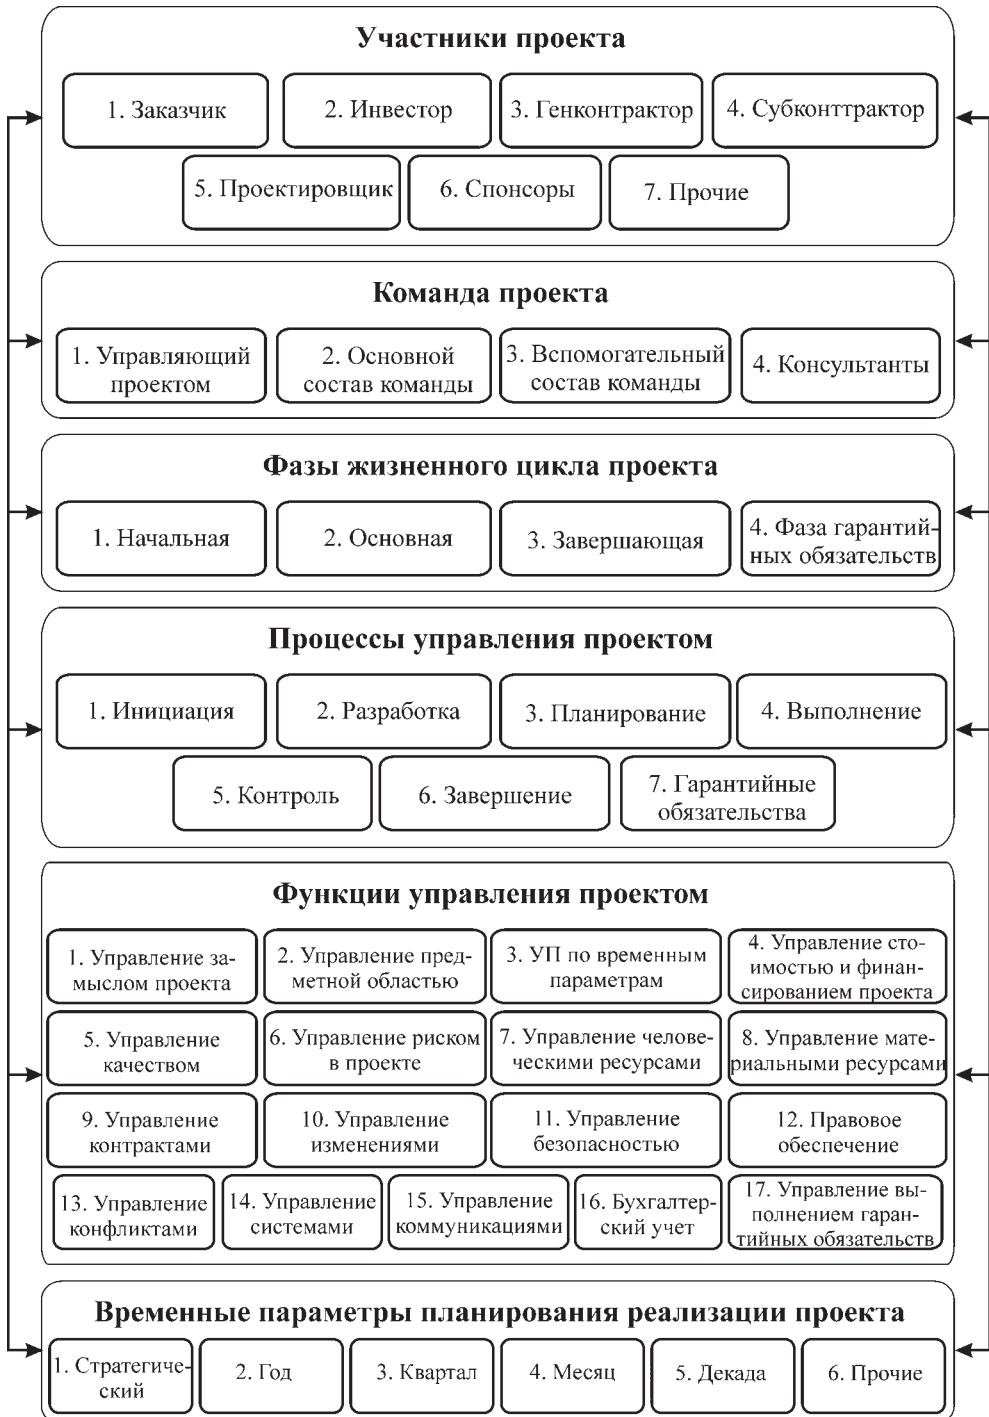 Участники проекта
1. Заказчик
2. Инвестор
3. Генконтрактор
4. Субконттрактор
5. Проектировщик
6. Спонсоры
7. Прочие
Команда проекта
1. Управляющий
проектом
2. Основной
состав команды
3. Вспомогательный
состав команды
4. Консультанты
Фазы жизненного цикла проекта
1. Начальная
2. Основная
3. Завершающая
4. Фаза гарантий-
ных обязательств
Процессы управления проектом
1. Инициация
2. Разработка
3. Планирование
4. Выполнение
5. Контроль
6. Завершение
7. Гарантийные
обязательства
Функции управления проектом
1. Управление за-
мыслом проекта
2. Управление пред-
метной областью
3. УП по временным
параметрам
4. Управление сто-
имостью и финан-
сированием проекта
5. Управление
качеством
6. Управление риском
в проекте
7. Управление челове-
ческими ресурсами
8. Управление мате-
риальными ресурсами
9. Управление
контрактами
10. Управление
изменениями
11. Управление
безопасностью
12. Правовое
обеспечение
13. Управление
конфликтами
14. Управление
системами
15. Управление
коммуникациями
16. Бухгалтер-
ский учет
17. Управление вы-
полнением гаран-
тийных обязательств
Временные параметры планирования реализации проекта
1. Стратегиче-
ский
2. Год
3. Квартал
4. Месяц
5. Декада
6. Прочие